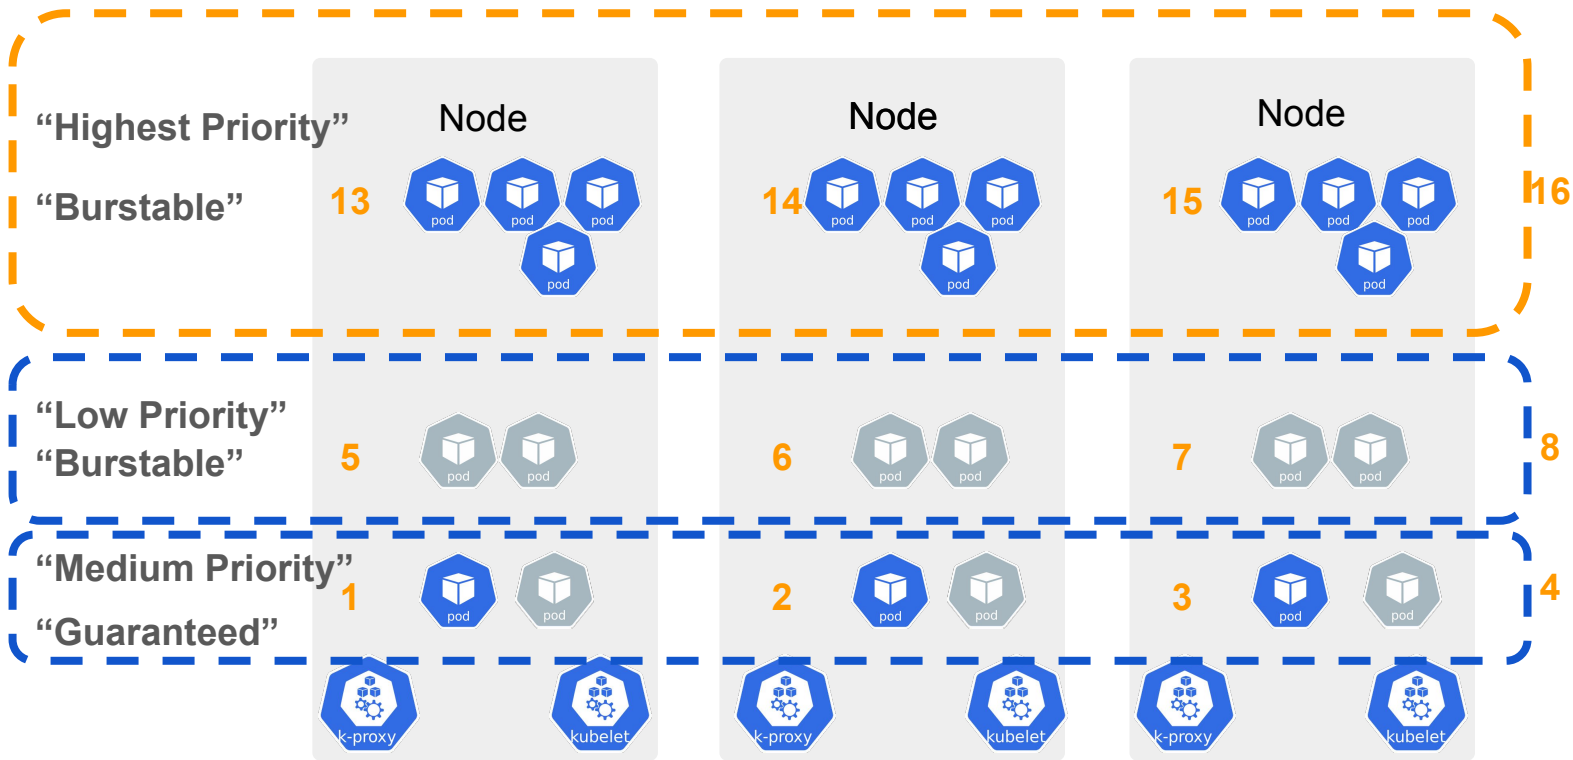 Node Node Node
“Highest Priority”
“Burstable” 13 14 15 16
pod pod pod pod pod pod pod pod pod
pod pod pod
“Low Priority”
“Burstable” 5 6 7 8
pod pod pod pod pod pod
“Medium Priority”
1 2 3 4
pod pod pod pod pod pod
“Guaranteed”
k-proxy kubelet k-proxy kubelet k-proxy kubelet